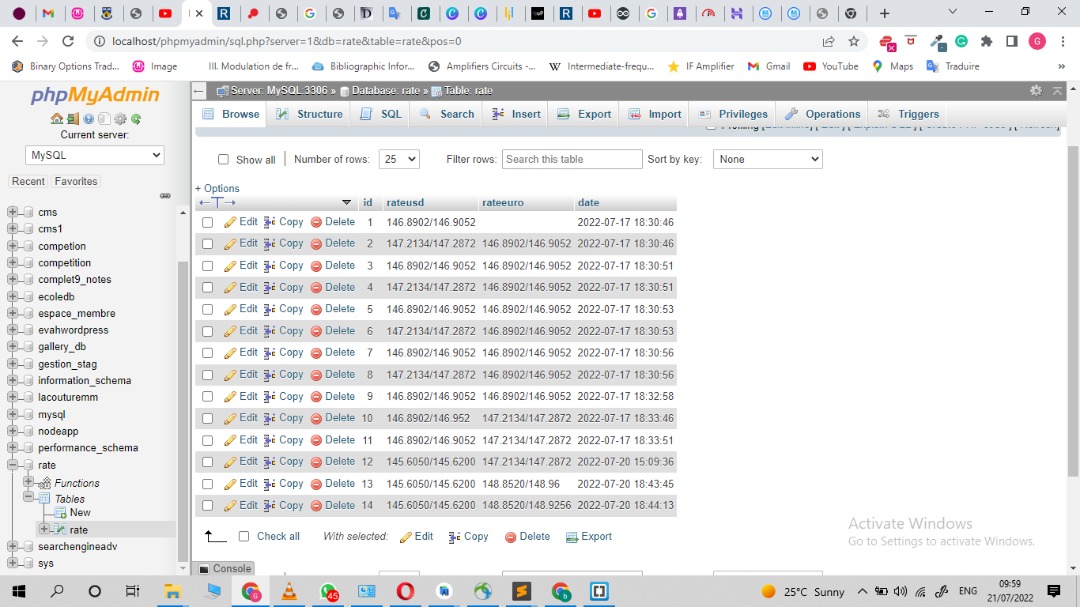 localhost/phpmyadmin/sql.php?server=1&db=rate&table=rate&pos=0
Binary Options Trad...
Image
III. Modulation de fr...
Bibliographic Infor...
Amplifiers Circuits -...
Intermediate-frequ...
IF Amplifier
Gmail
YouTube
Maps
Traduire
phpMyAdmin
Current server:
MySQL
Recent
Favorites
cms
cms1
competion
competition
complet9_notes
ecoledb
espace_membre
evahwordpress
gallery_db
gestion_stag
information_schema
lacouturemm
mysql
nodeapp
performance_schema
rate
Functions
Tables
New
rate
searchengineadv
sys
Server: MySQL:3306 » Database: rate » Table: rate
Browse
Structure
SQL
Search
Insert
Export
Import
Privileges
Operations
Triggers
Show all
Number of rows: 25
Filter rows: Search this table
Sort by key: None
+ Options
id rateusd rateeuro date
Edit Copy Delete 1 146.8902/146.9052 2022-07-17 18:30:46
Edit Copy Delete 2 147.2134/147.2872 146.8902/146.9052 2022-07-17 18:30:46
Edit Copy Delete 3 146.8902/146.9052 146.8902/146.9052 2022-07-17 18:30:51
Edit Copy Delete 4 147.2134/147.2872 146.8902/146.9052 2022-07-17 18:30:51
Edit Copy Delete 5 146.8902/146.9052 146.8902/146.9052 2022-07-17 18:30:53
Edit Copy Delete 6 147.2134/147.2872 146.8902/146.9052 2022-07-17 18:30:53
Edit Copy Delete 7 146.8902/146.9052 146.8902/146.9052 2022-07-17 18:30:56
Edit Copy Delete 8 147.2134/147.2872 146.8902/146.9052 2022-07-17 18:30:56
Edit Copy Delete 9 146.8902/146.9052 146.8902/146.9052 2022-07-17 18:32:58
Edit Copy Delete 10 146.8902/146.952 147.2134/147.2872 2022-07-17 18:33:46
Edit Copy Delete 11 146.8902/146.9052 147.2134/147.2872 2022-07-17 18:33:51
Edit Copy Delete 12 145.6050/145.6200 147.2134/147.2872 2022-07-20 15:09:36
Edit Copy Delete 13 145.6050/145.6200 148.8520/148.96 2022-07-20 18:43:45
Edit Copy Delete 14 145.6050/145.6200 148.8520/148.9256 2022-07-20 18:44:13
Check all With selected: Edit Copy Delete Export
Console
Activate Windows
Go to Settings to activate Windows.
45
25°C Sunny
ENG
09:59
21/07/2022